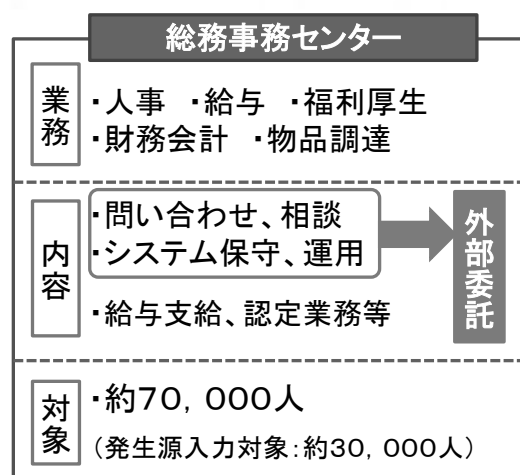 総務事務センター
業務
・人事 ・給与 ・福利厚生
・財務会計 ・物品調達
内容
・問い合わせ、相談
・システム保守、運用
外部委託
・給与支給、認定業務等
対象
・約70,000人
（発生源入力対象：約30,000人）